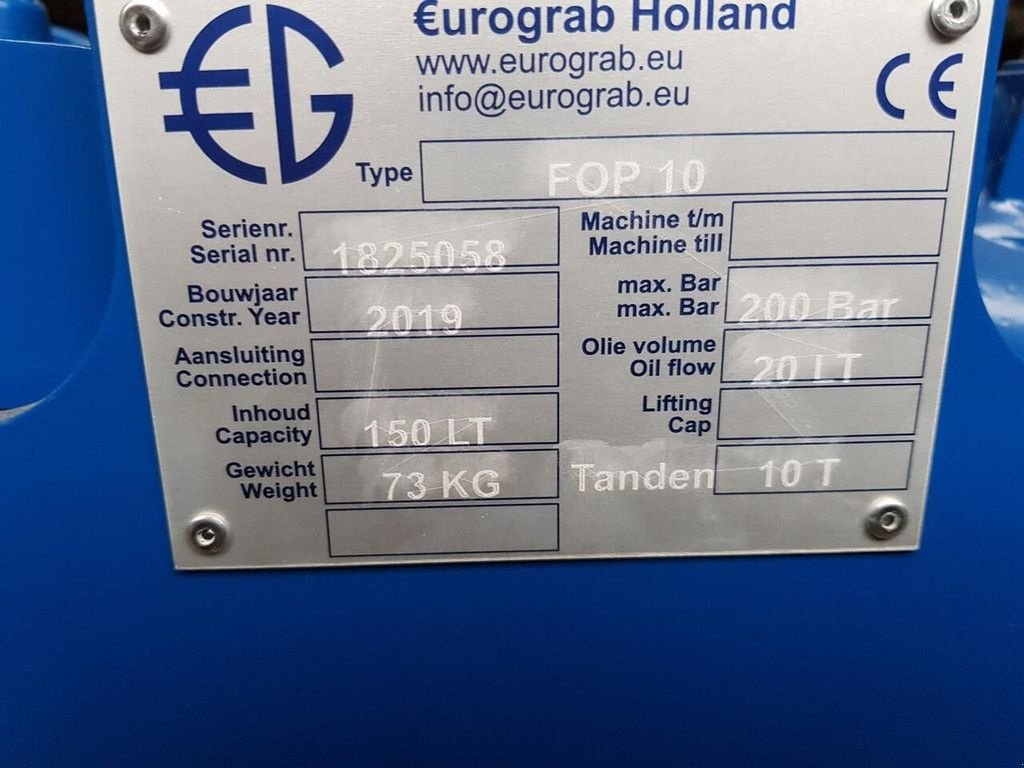 €urograb Holland
www.eurograb.eu
info@eurograb.eu
€G
CE
Type FOP 10
Serienr.
Serial nr. 1825058
Bouwjaar
Constr. Year 2019
Aansluiting
Connection
Inhoud
Capacity 150 LT
Gewicht
Weight 73 KG
Machine t/m
Machine till
max. Bar
max. Bar 200 Bar
Olie volume
Oil flow 20 LT
Lifting
Cap
Tanden 10 T